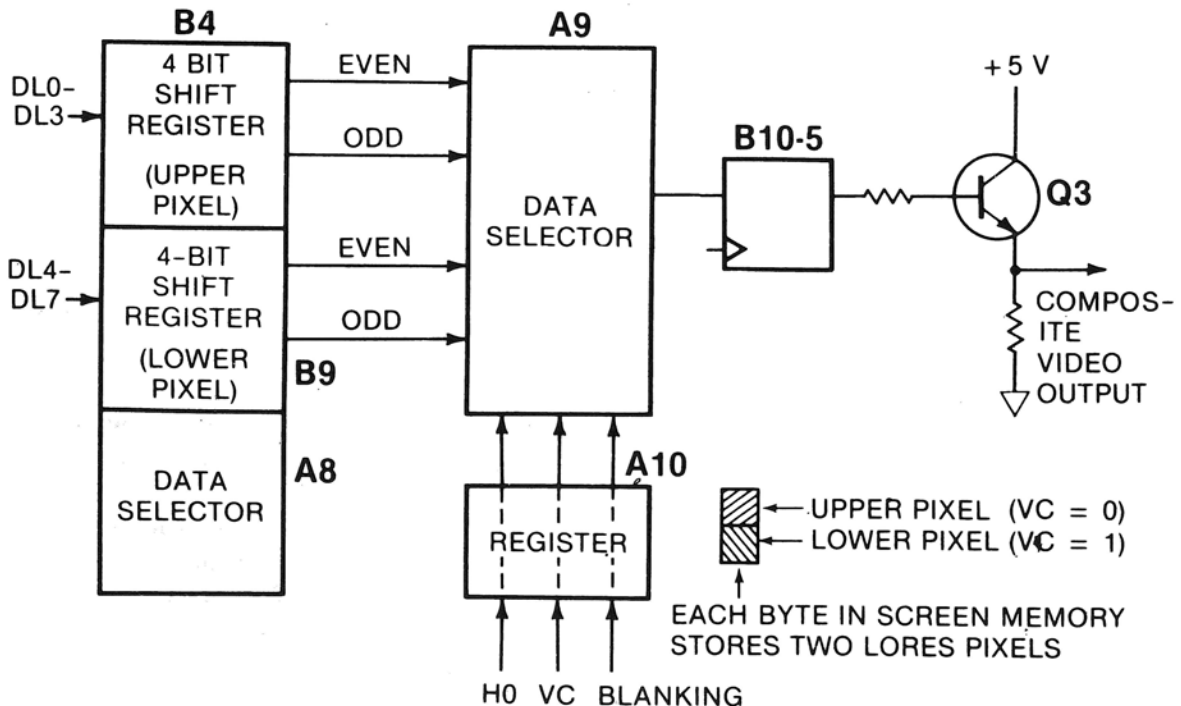 B4
DL0-
DL3
4 BIT
SHIFT
REGISTER
(UPPER
PIXEL)
DL4-
DL7
4-BIT
SHIFT
REGISTER
(LOWER
PIXEL)
B9
DATA
SELECTOR
A8
EVEN
ODD
EVEN
ODD
A9
DATA
SELECTOR
A10
REGISTER
H0 VC BLANKING
B10-5
+5 V
Q3
COMPOS-
ITE
VIDEO
OUTPUT
UPPER PIXEL (VC = 0)
LOWER PIXEL (VC = 1)
EACH BYTE IN SCREEN MEMORY
STORES TWO LORES PIXELS